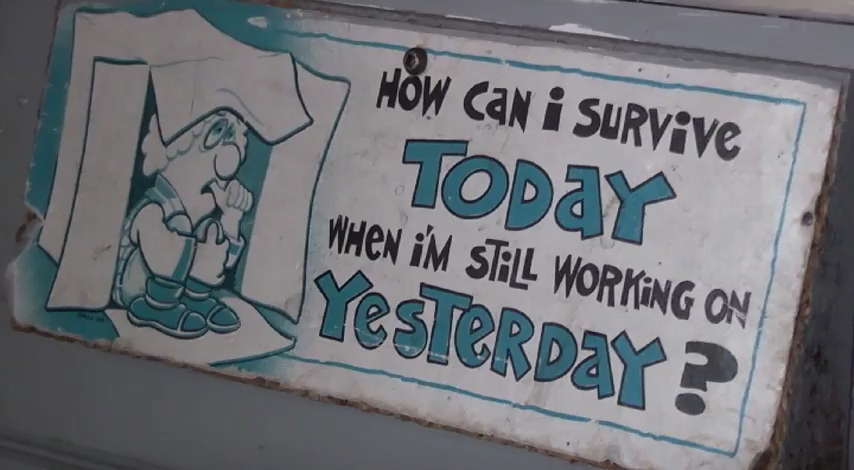 HOW CAN i SURViVE
TODAY
WHEN i'M STiLL WORKiNG ON
YESTERDAY?